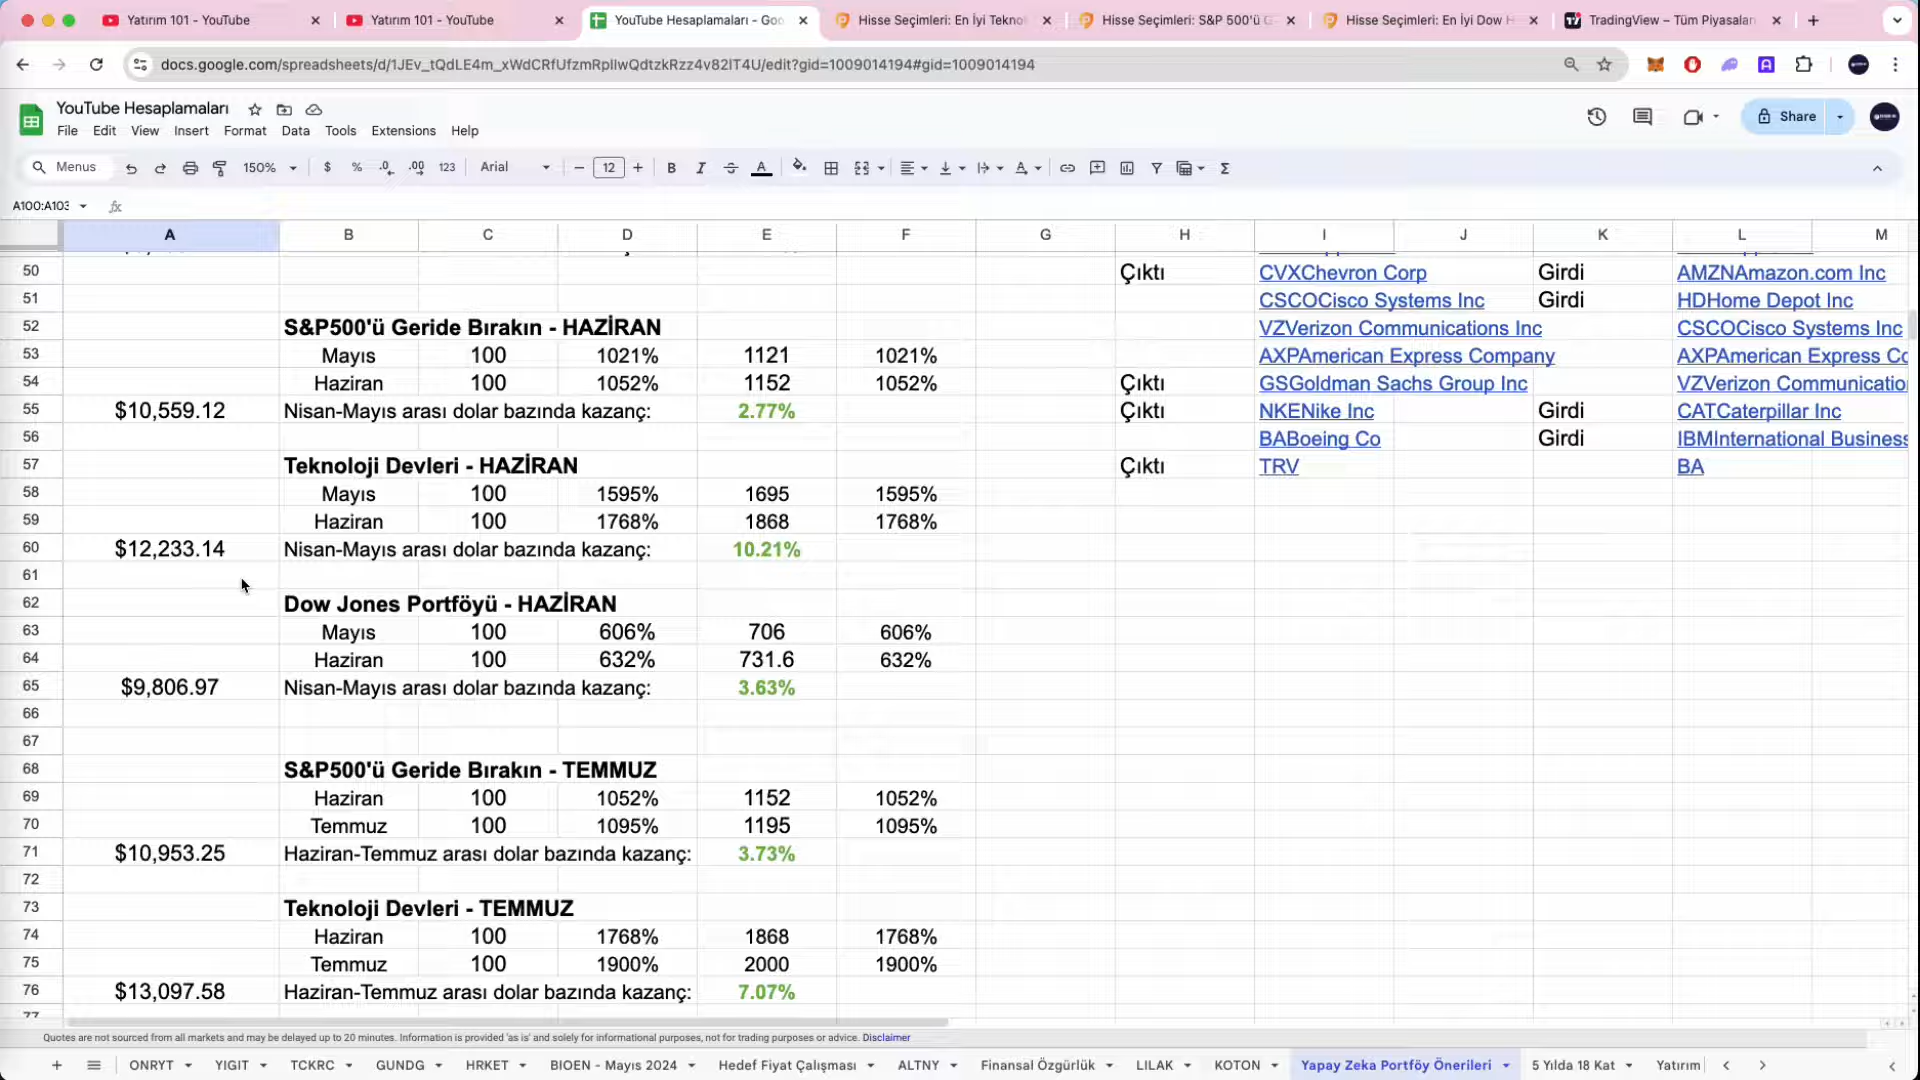 Yatırım 101 - YouTube
Yatırım 101 - YouTube
YouTube Hesaplamaları - Goo
Hisse Seçimleri: En İyi Tekno
Hisse Seçimleri: S&P 500'ü G
Hisse Seçimleri: En İyi Dow H
TradingView – Tüm Piyasaları
docs.google.com/spreadsheets/d/1JEv_tQdLE4m_xWdCRfUfzmRpIlwQdtzkRzz4v82IT4U/edit?gid=1009014194#gid=1009014194
YouTube Hesaplamaları
File Edit View Insert Format Data Tools Extensions Help
Share
Menus 150% $ % .0 .00 123 Arial 12 B I A
A100:A103 fx
A B C D E F G H I J K L M
50 Çıktı CVXChevron Corp Girdi AMZNAmazon.com Inc
51 CSCOCisco Systems Inc Girdi HDHome Depot Inc
52 S&P500'ü Geride Bırakın - HAZİRAN VZVerizon Communications Inc CSCOCisco Systems Inc
53 Mayıs 100 1021% 1121 1021% AXPAmerican Express Company AXPAmerican Express Co
54 Haziran 100 1052% 1152 1052% Çıktı GSGoldman Sachs Group Inc VZVerizon Communicatio
55 $10,559.12 Nisan-Mayıs arası dolar bazında kazanç: 2.77% Çıktı NKENike Inc Girdi CATCaterpillar Inc
56 BABoeing Co Girdi IBMInternational Business
57 Teknoloji Devleri - HAZİRAN Çıktı TRV BA
58 Mayıs 100 1595% 1695 1595%
59 Haziran 100 1768% 1868 1768%
60 $12,233.14 Nisan-Mayıs arası dolar bazında kazanç: 10.21%
61
62 Dow Jones Portföyü - HAZİRAN
63 Mayıs 100 606% 706 606%
64 Haziran 100 632% 731.6 632%
65 $9,806.97 Nisan-Mayıs arası dolar bazında kazanç: 3.63%
66
67
68 S&P500'ü Geride Bırakın - TEMMUZ
69 Haziran 100 1052% 1152 1052%
70 Temmuz 100 1095% 1195 1095%
71 $10,953.25 Haziran-Temmuz arası dolar bazında kazanç: 3.73%
72
73 Teknoloji Devleri - TEMMUZ
74 Haziran 100 1768% 1868 1768%
75 Temmuz 100 1900% 2000 1900%
76 $13,097.58 Haziran-Temmuz arası dolar bazında kazanç: 7.07%
77
Quotes are not sourced from all markets and may be delayed up to 20 minutes. Information is provided 'as is' and solely for informational purposes, not for trading purposes or advice. Disclaimer
ONRYT YIGIT TCKRC GUNDG HRKET BIOEN - Mayıs 2024 Hedef Fiyat Çalışması ALTNY Finansal Özgürlük LILAK KOTON Yapay Zeka Portföy Önerileri 5 Yılda 18 Kat Yatırım